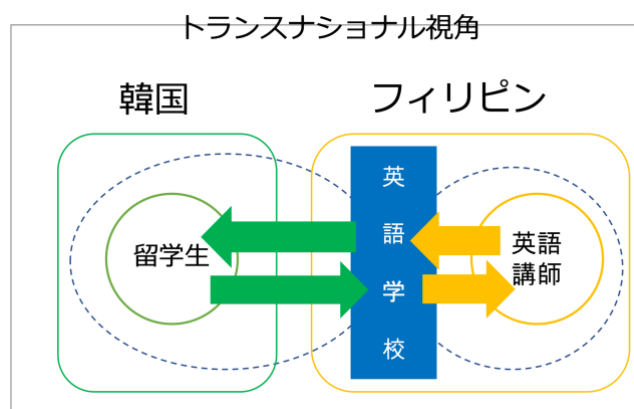 トランスナショナル視角
韓国
フィリピン
留学生
英語学校
英語
講師